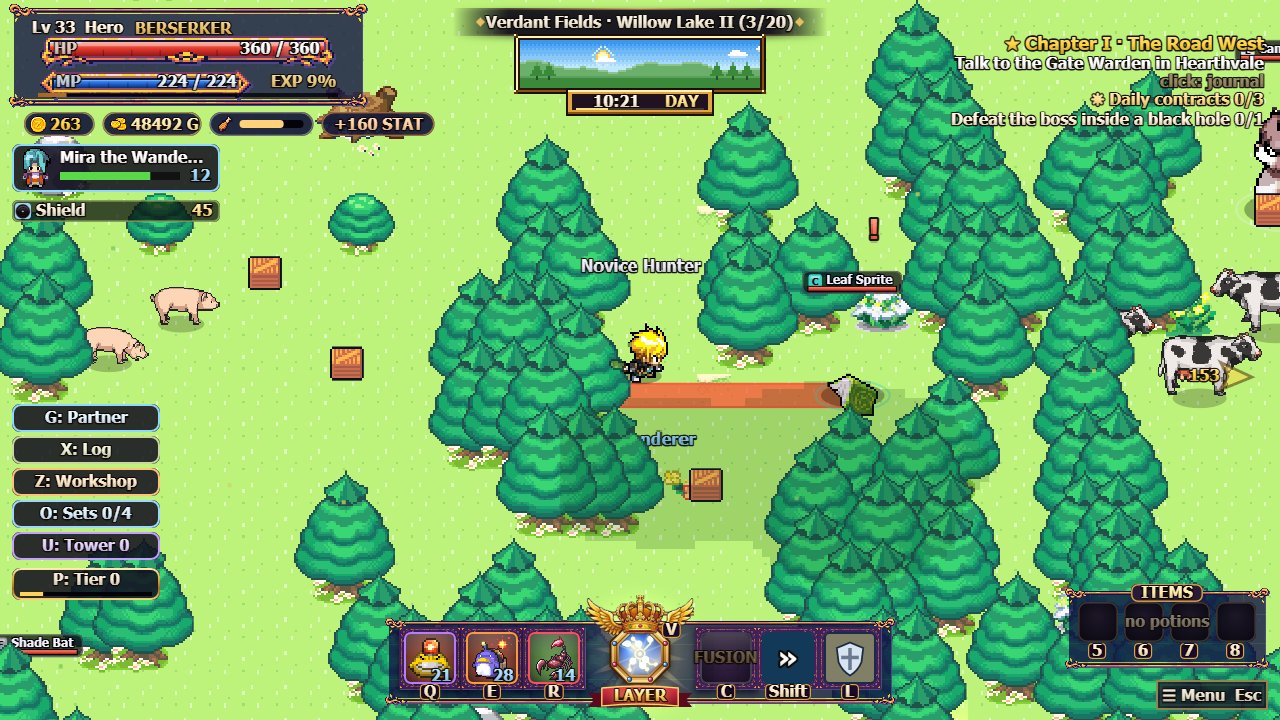 Lv 33 Hero BERSERKER
HP 360 / 360
MP 224 / 224 EXP 9%
263 48492 G +160 STAT
Mira the Wande...
12
Shield 45
Verdant Fields · Willow Lake II (3/20)
10:21 DAY
★ Chapter I · The Road West
Talk to the Gate Warden in Hearthvale
click: journal
Daily contracts 0/3
Defeat the boss inside a black hole 0/1
Novice Hunter
!
C Leaf Sprite
153
nderer
G: Partner
X: Log
Z: Workshop
O: Sets 0/4
U: Tower 0
P: Tier 0
Shade Bat
21 28 14
Q E R
V
LAYER
FUSION »
C Shift L
ITEMS
no potions
5 6 7 8
☰ Menu Esc